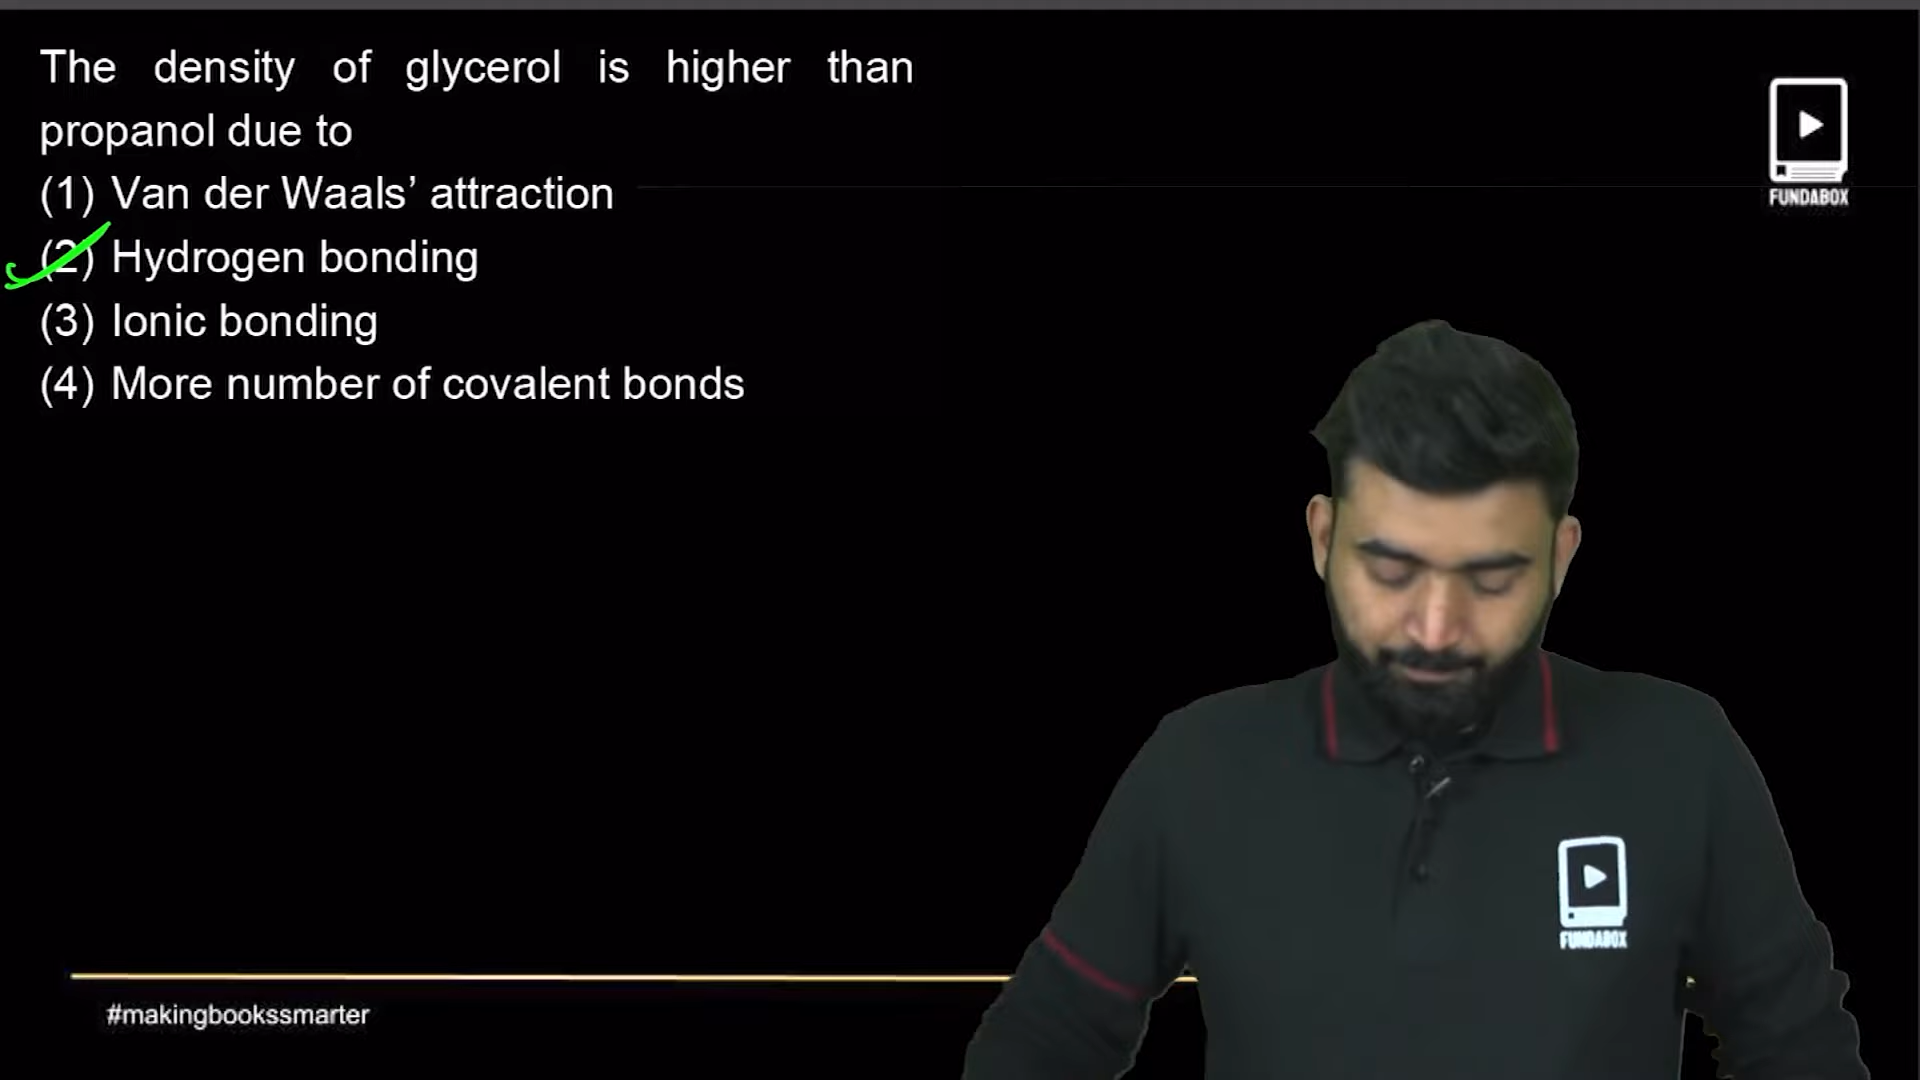 The density of glycerol is higher than
propanol due to
(1) Van der Waals’ attraction
(2) Hydrogen bonding
(3) Ionic bonding
(4) More number of covalent bonds
FUNDABOX
FUNDABOX
#makingbookssmarter